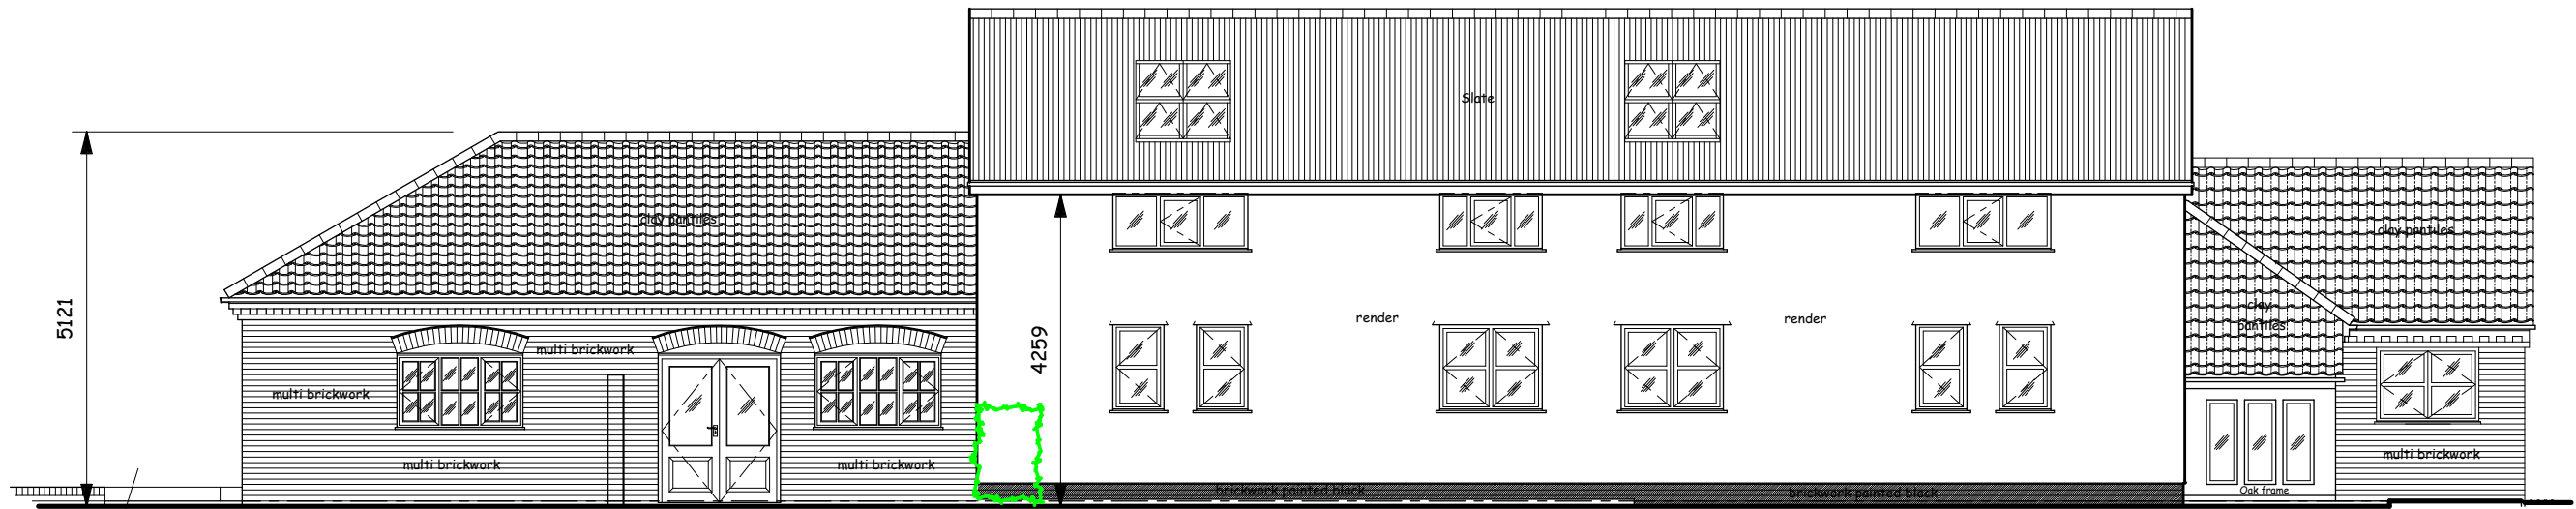 Slate
clay pantiles
clay pantiles
5121
4259
render
render
clay
pantiles
multi brickwork
multi brickwork
multi brickwork
multi brickwork
multi brickwork
brickwork painted black
brickwork painted black
Oak frame